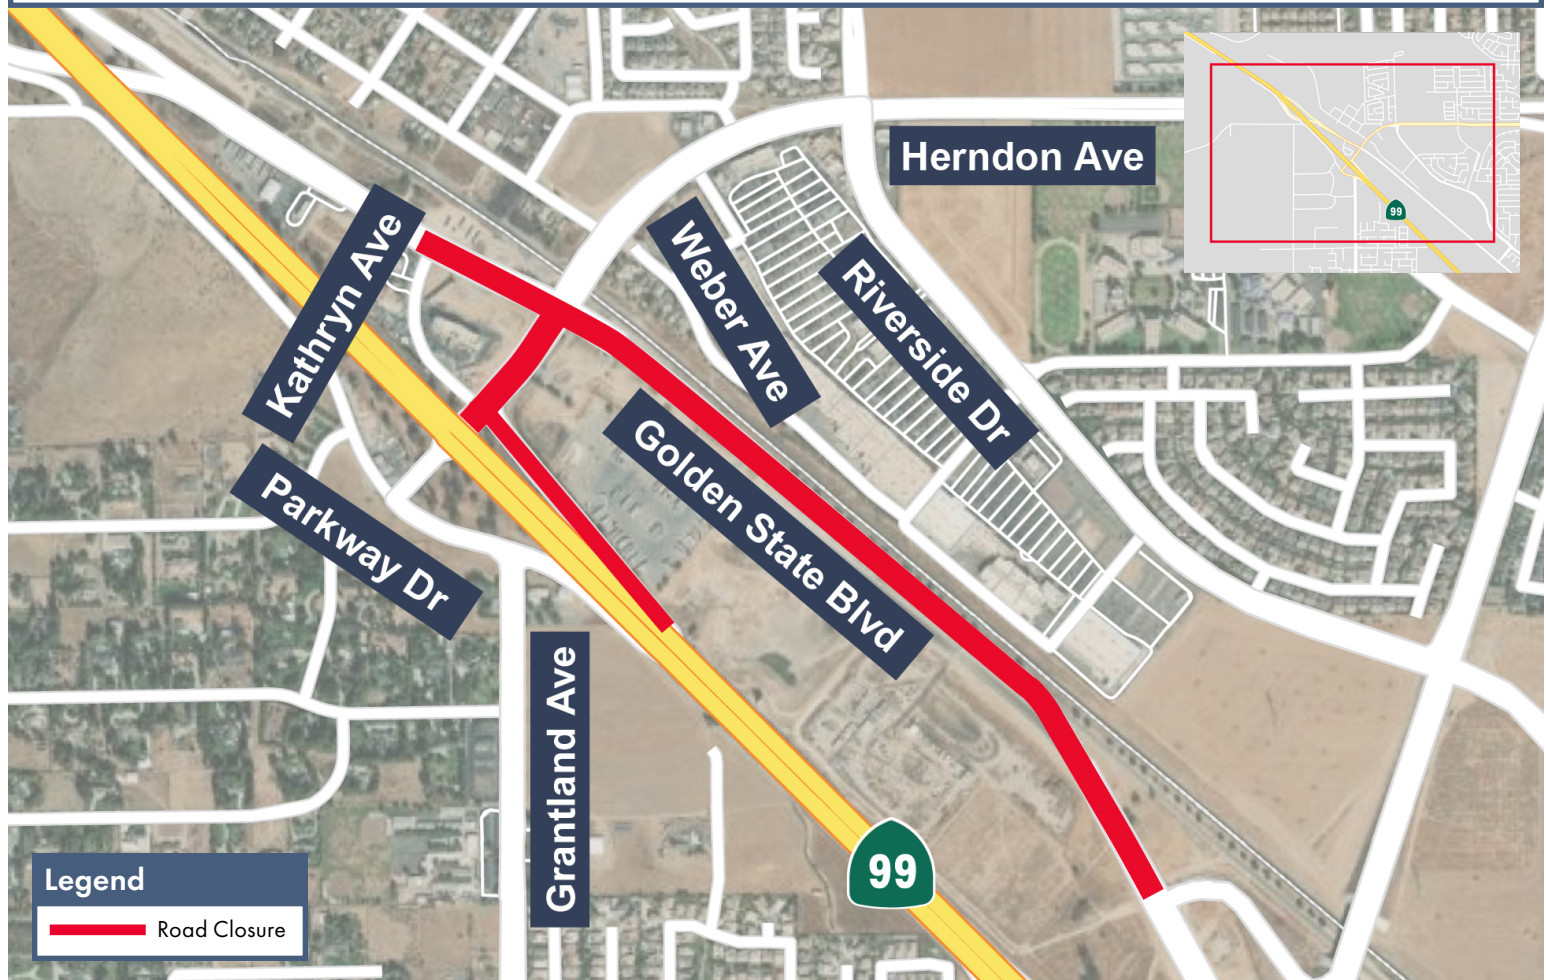 Herndon Ave
99
Kathryn Ave
Weber Ave
Riverside Dr
Golden State Blvd
Parkway Dr
Grantland Ave
99
Legend
Road Closure